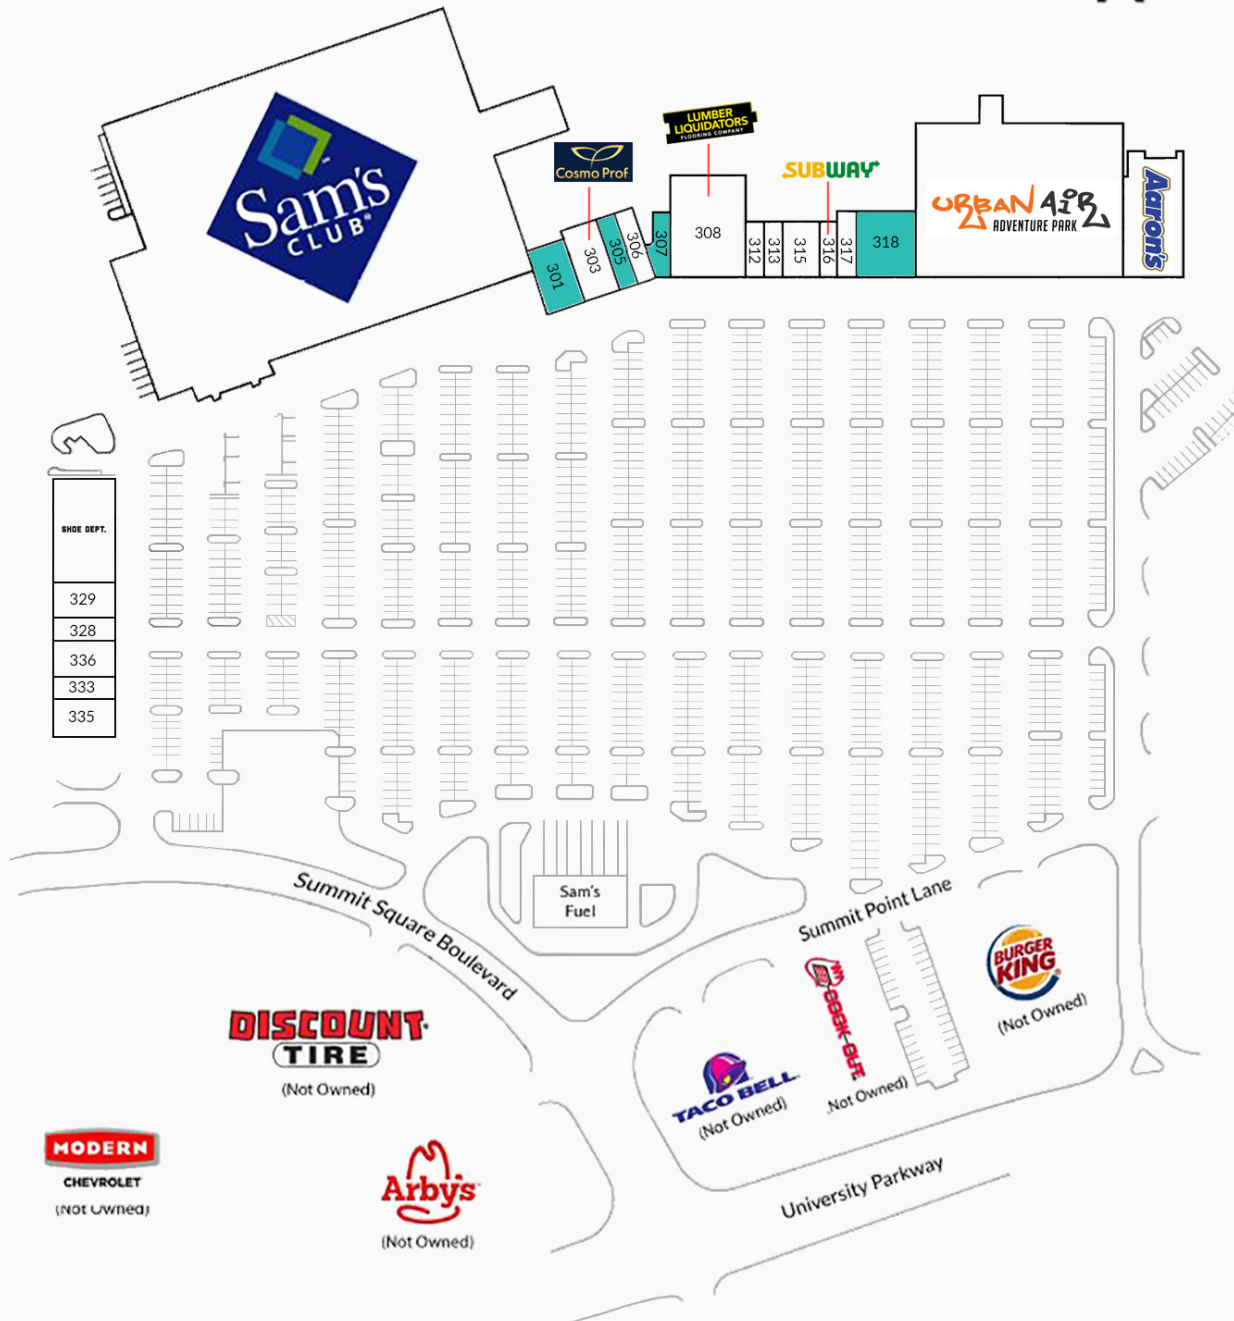 Sam's
CLUB
Cosmo Prof
LUMBER
LIQUIDATORS
FLOORING COMPANY
SUBWAY
URBAN AIR
ADVENTURE PARK
Aaron's
301
303
305
306
307
308
312
313
315
316
317
318
SHOE DEPT.
329
328
336
333
335
Sam's
Fuel
Summit Square Boulevard
Summit Point Lane
BURGER
KING
(Not Owned)
COOK-OUT
Not Owned)
TACO BELL
(Not Owned)
DISCOUNT
TIRE
(Not Owned)
MODERN
CHEVROLET
(Not Owned)
Arby's
(Not Owned)
University Parkway